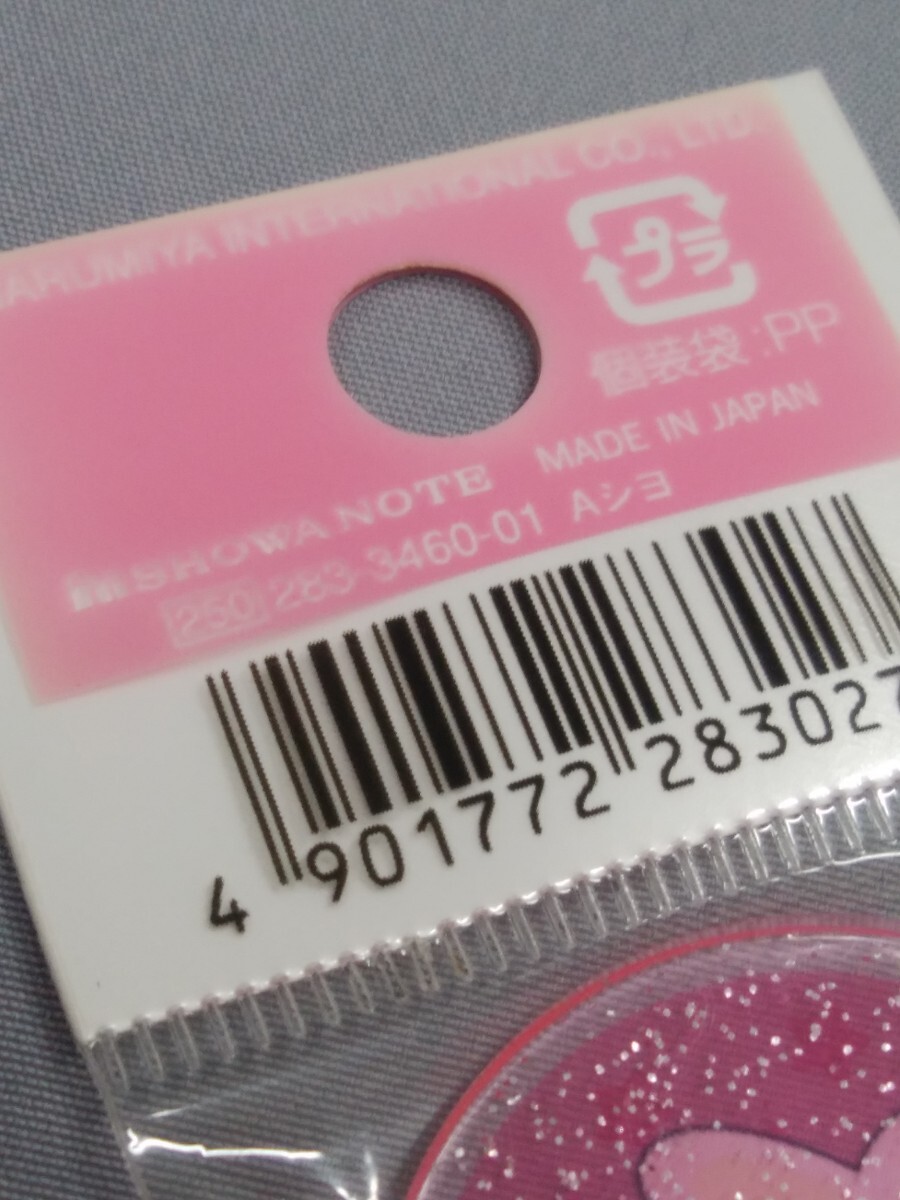 ARUMIYA INTERNATIONAL CO., LTD.
プラ
個装袋:PP
SHOWA NOTE MADE IN JAPAN
250 283-3460-01 Aショ
4 901772 283027